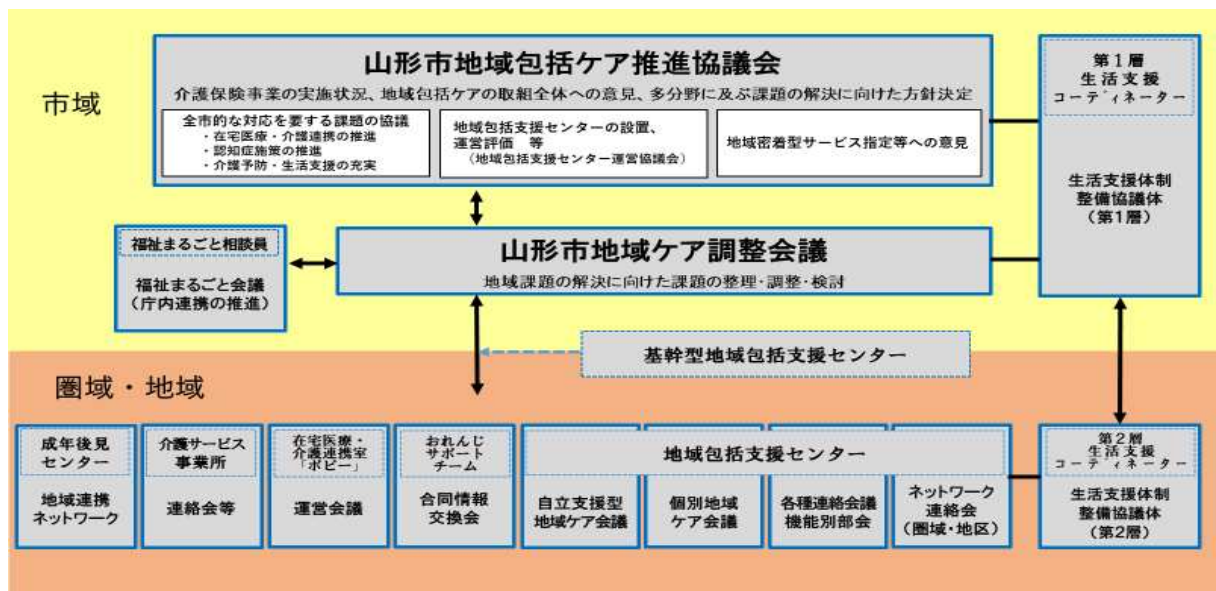 市域
山形市地域包括ケア推進協議会
介護保険事業の実施状況、地域包括ケアの取組全体への意見、多分野に及ぶ課題の解決に向けた方針決定
全市的な対応を要する課題の協議
・在宅医療・介護連携の推進
・認知症施策の推進
・介護予防・生活支援の充実
地域包括支援センターの設置、
運営評価 等
(地域包括支援センター運営協議会)
地域密着型サービス指定等への意見
第1層
生活支援
コーディネーター
生活支援体制
整備協議体
(第1層)
福祉まるごと相談員
福祉まるごと会議
(庁内連携の推進)
山形市地域ケア調整会議
地域課題の解決に向けた課題の整理・調整・検討
基幹型地域包括支援センター
圏域・地域
成年後見
センター
地域連携
ネットワーク
介護サービス
事業所
連絡会等
在宅医療・
介護連携室
「ポピー」
運営会議
おれんじ
サポート
チーム
合同情報
交換会
地域包括支援センター
自立支援型
地域ケア会議
個別地域
ケア会議
各種連絡会議
機能別部会
ネットワーク
連絡会
(圏域・地区)
第2層
生活支援
コーディネーター
生活支援体制
整備協議体
(第2層)